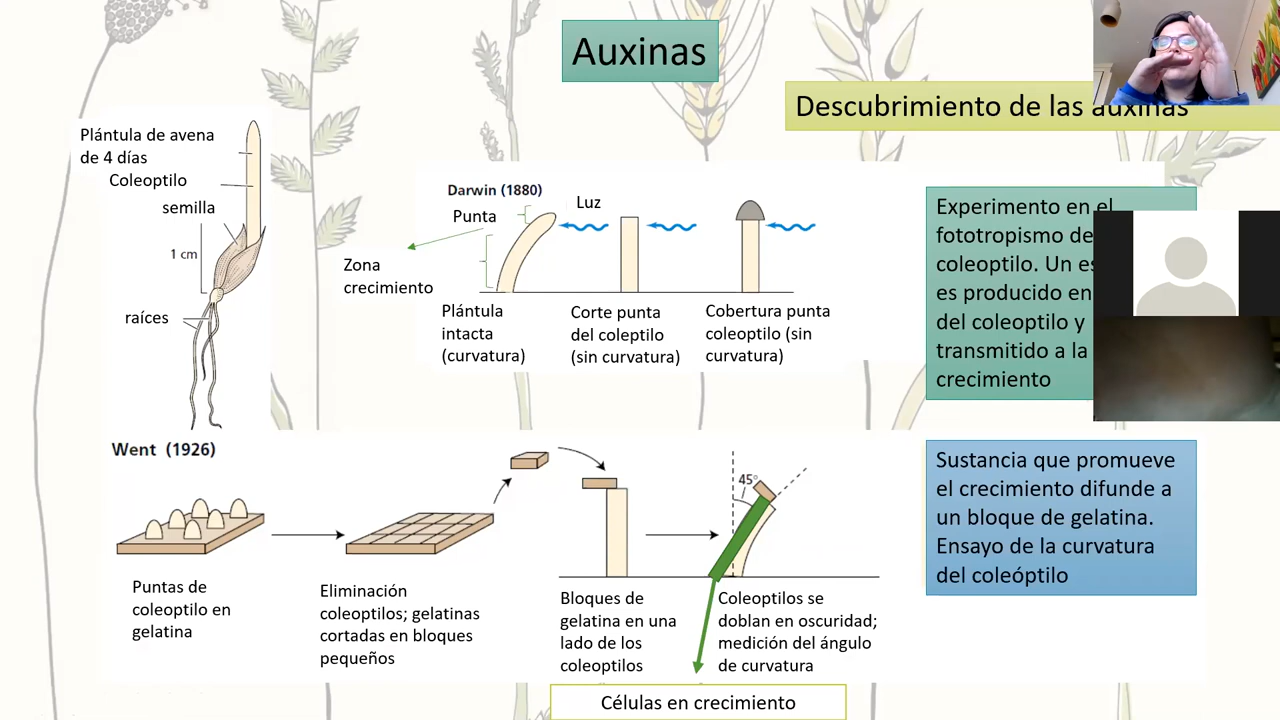 Auxinas
Descubrimiento de las auxinas
Plántula de avena
de 4 días
Coleoptilo
semilla
1 cm
raíces
Darwin (1880)
Punta
Luz
Zona
crecimiento
Plántula
intacta
(curvatura)
Corte punta
del coleptilo
(sin curvatura)
Cobertura punta
coleoptilo (sin
curvatura)
Experimento en el
fototropismo de
coleoptilo. Un
es producido en
del coleoptilo y
transmitido a la
crecimiento
Went (1926)
45°
Puntas de
coleoptilo en
gelatina
Eliminación
coleoptilos; gelatinas
cortadas en bloques
pequeños
Bloques de
gelatina en una
lado de los
coleoptilos
Coleoptilos se
doblan en oscuridad;
medición del ángulo
de curvatura
Sustancia que promueve
el crecimiento difunde a
un bloque de gelatina.
Ensayo de la curvatura
del coleóptilo
Células en crecimiento